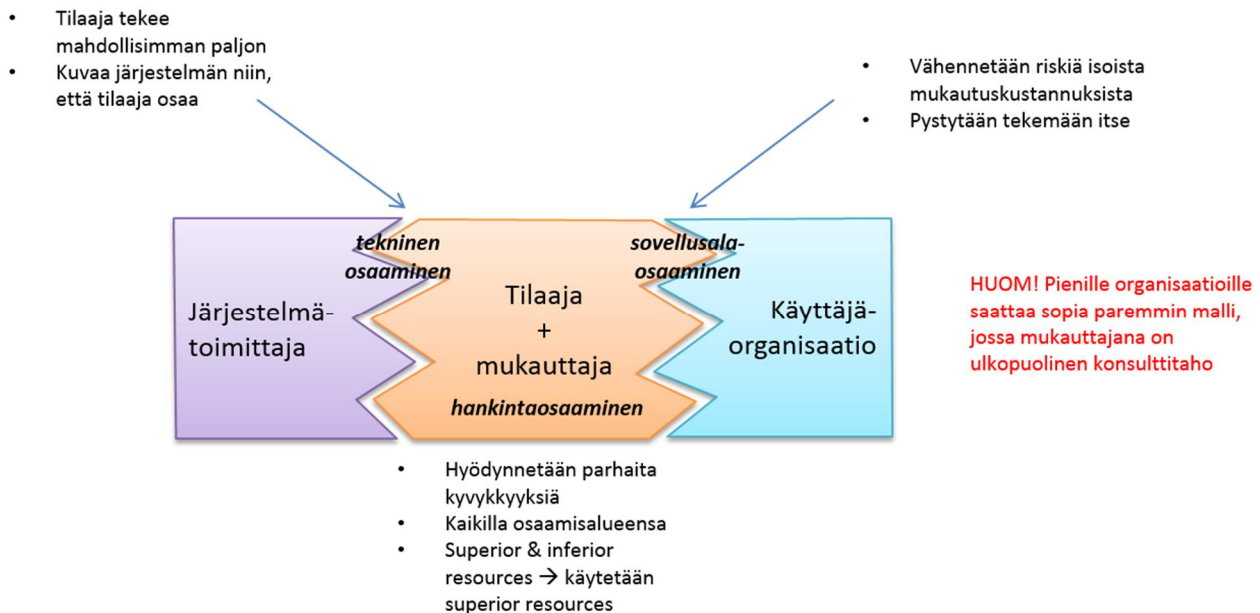 • Tilaaja tekee
mahdollisimman paljon
• Kuvaa järjestelmän niin,
että tilaaja osaa
• Vähennetään riskiä isoista
mukautuskustannuksista
• Pystytään tekemään itse
tekninen
osaaminen
sovellusala-
osaaminen
Järjestelmä-
toimittaja
Tilaaja
+
mukauttaja
hankintaosaaminen
Käyttäjä-
organisaatio
HUOM! Pienille organisaatioille
saattaa sopia paremmin malli,
jossa mukauttajana on
ulkopuolinen konsulttitaho
• Hyödynnetään parhaita
kyvykkyyksiä
• Kaikilla osaamisalueensa
• Superior & inferior
resources → käytetään
superior resources